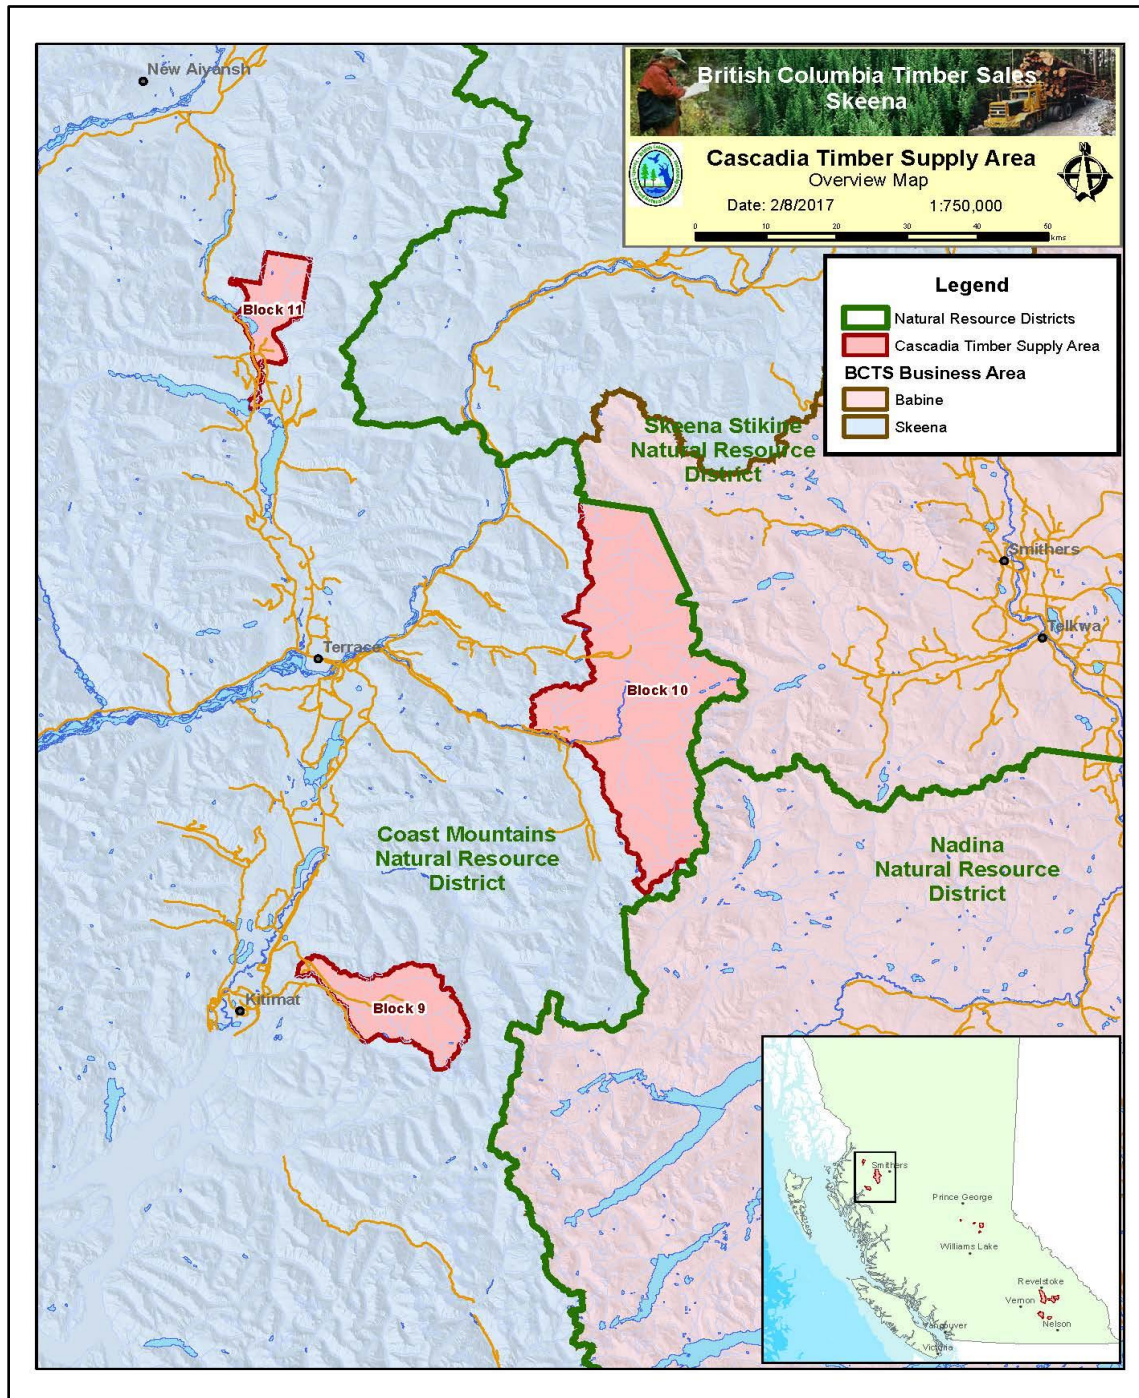 British Columbia Timber Sales
Skeena
Cascadia Timber Supply Area
Overview Map
Date: 2/8/2017
1:750,000
0 10 20 30 40 50
kms
N
Legend
Natural Resource Districts
Cascadia Timber Supply Area
BCTS Business Area
Babine
Skeena
New Aiyansh
Block 11
Skeena Stikine
Natural Resource
District
Smithers
Telkwa
Terrace
Block 10
Coast Mountains
Natural Resource
District
Nadina
Natural Resource
District
Kitimat
Block 9
Smithers
Prince George
Williams Lake
Revelstoke
Vernon
Nelson
Vancouver
Victoria